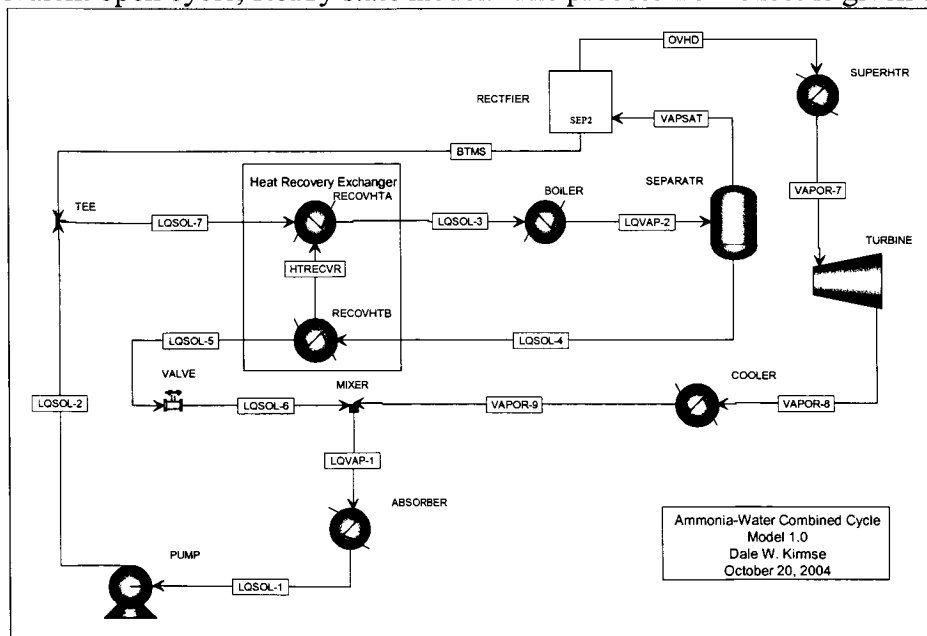 OVHD
SUPERHTR
RECTFIER
SEP2
VAPSAT
BTMS
Heat Recovery Exchanger
RECOVHTA
BOILER
SEPARATR
TEE
LQSOL-7
LQSOL-3
LQVAP-2
VAPOR-7
TURBINE
HTRECVR
RECOVHTB
LQSOL-5
LQSOL-4
VALVE
MIXER
COOLER
LQSOL-2
LQSOL-6
VAPOR-9
VAPOR-8
LQVAP-1
ABSORBER
Ammonia-Water Combined Cycle
Model 1.0
Dale W. Kirmse
October 20, 2004
PUMP
LQSOL-1